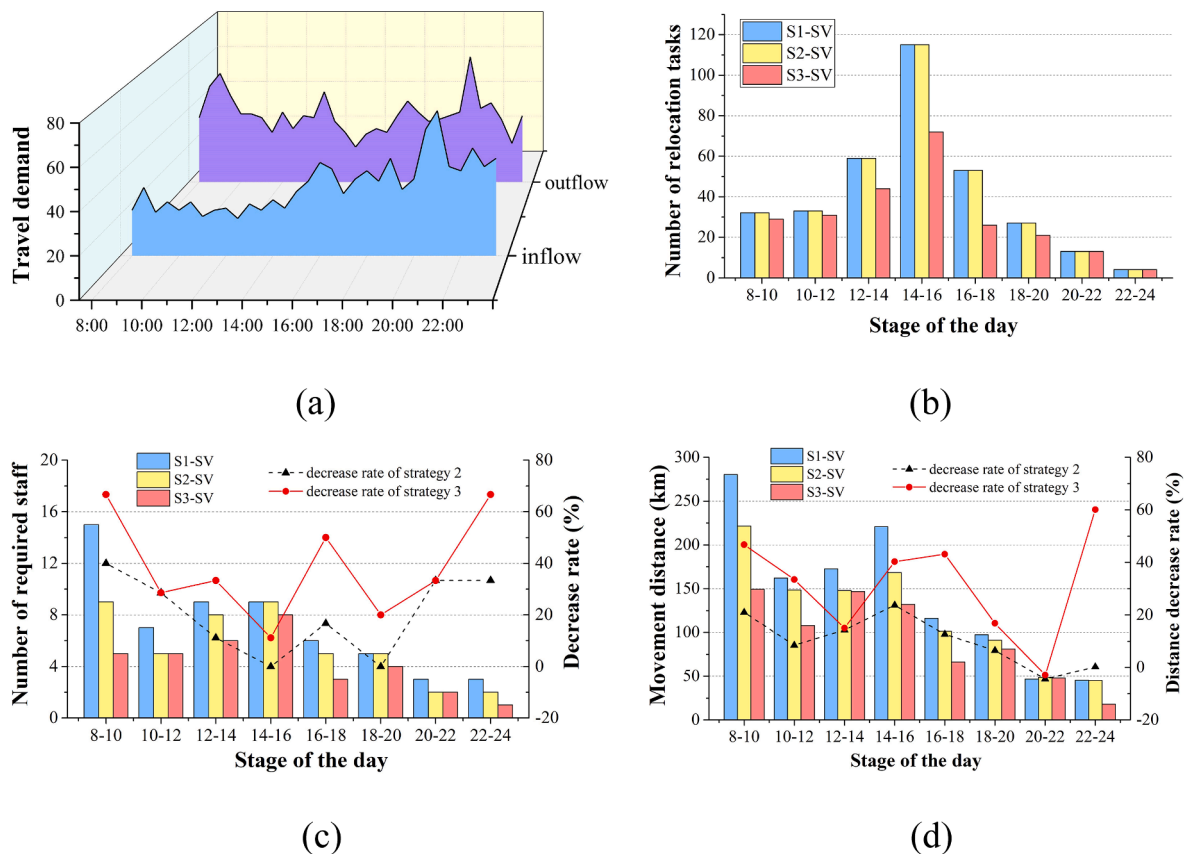 Travel demand
80
60
40
20
0
8:00 10:00 12:00 14:00 16:00 18:00 20:00 22:00
outflow
inflow
(a)
Number of relocation tasks
120
100
80
60
40
20
0
S1-SV
S2-SV
S3-SV
8-10 10-12 12-14 14-16 16-18 18-20 20-22 22-24
Stage of the day
(b)
Number of required staff
20
16
12
8
4
0
S1-SV
S2-SV
S3-SV
decrease rate of strategy 2
decrease rate of strategy 3
80
60
40
20
0
-20
Decrease rate (%)
8-10 10-12 12-14 14-16 16-18 18-20 20-22 22-24
Stage of the day
(c)
Movement distance (km)
300
250
200
150
100
50
0
S1-SV
S2-SV
S3-SV
decrease rate of strategy 2
decrease rate of strategy 3
80
60
40
20
0
-20
Distance decrease rate (%)
8-10 10-12 12-14 14-16 16-18 18-20 20-22 22-24
Stage of the day
(d)